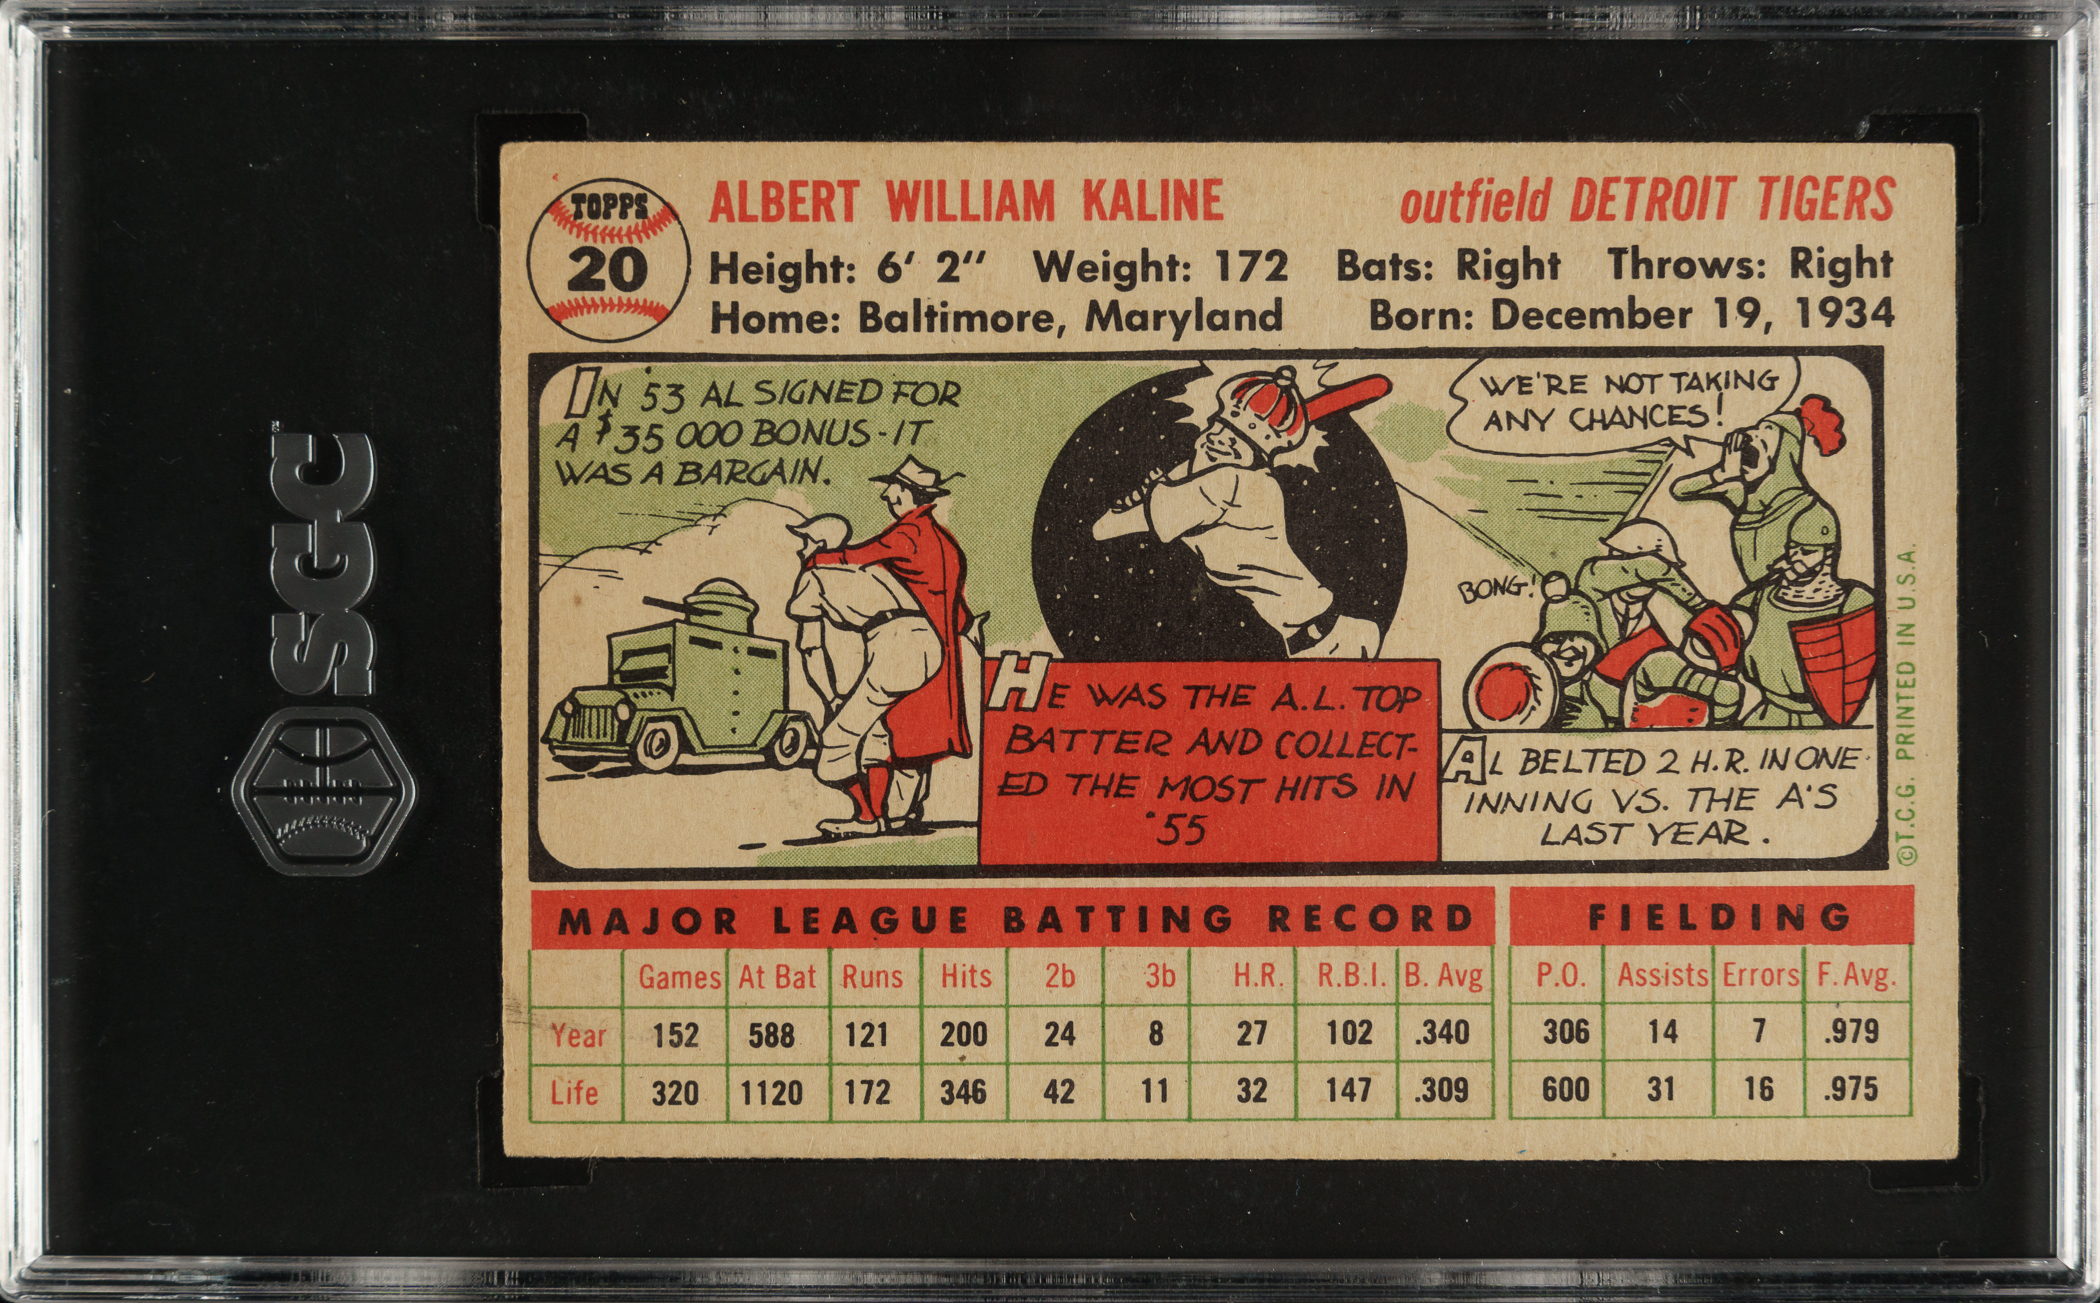 SGC
TOPPS
20
ALBERT WILLIAM KALINE
outfield DETROIT TIGERS
Height: 6' 2" Weight: 172 Bats: Right Throws: Right
Home: Baltimore, Maryland Born: December 19, 1934
IN '53 AL SIGNED FOR
A $35 000 BONUS-IT
WAS A BARGAIN.
HE WAS THE A.L. TOP
BATTER AND COLLECT-
ED THE MOST HITS IN
'55
WE'RE NOT TAKING
ANY CHANCES!
BONG!
AL BELTED 2 H.R. IN ONE
INNING VS. THE A'S
LAST YEAR.
©T.C.G. PRINTED IN U.S.A.
MAJOR LEAGUE BATTING RECORD FIELDING
Games At Bat Runs Hits 2b 3b H.R. R.B.I. B. Avg P.O. Assists Errors F. Avg.
Year 152 588 121 200 24 8 27 102 .340 306 14 7 .979
Life 320 1120 172 346 42 11 32 147 .309 600 31 16 .975